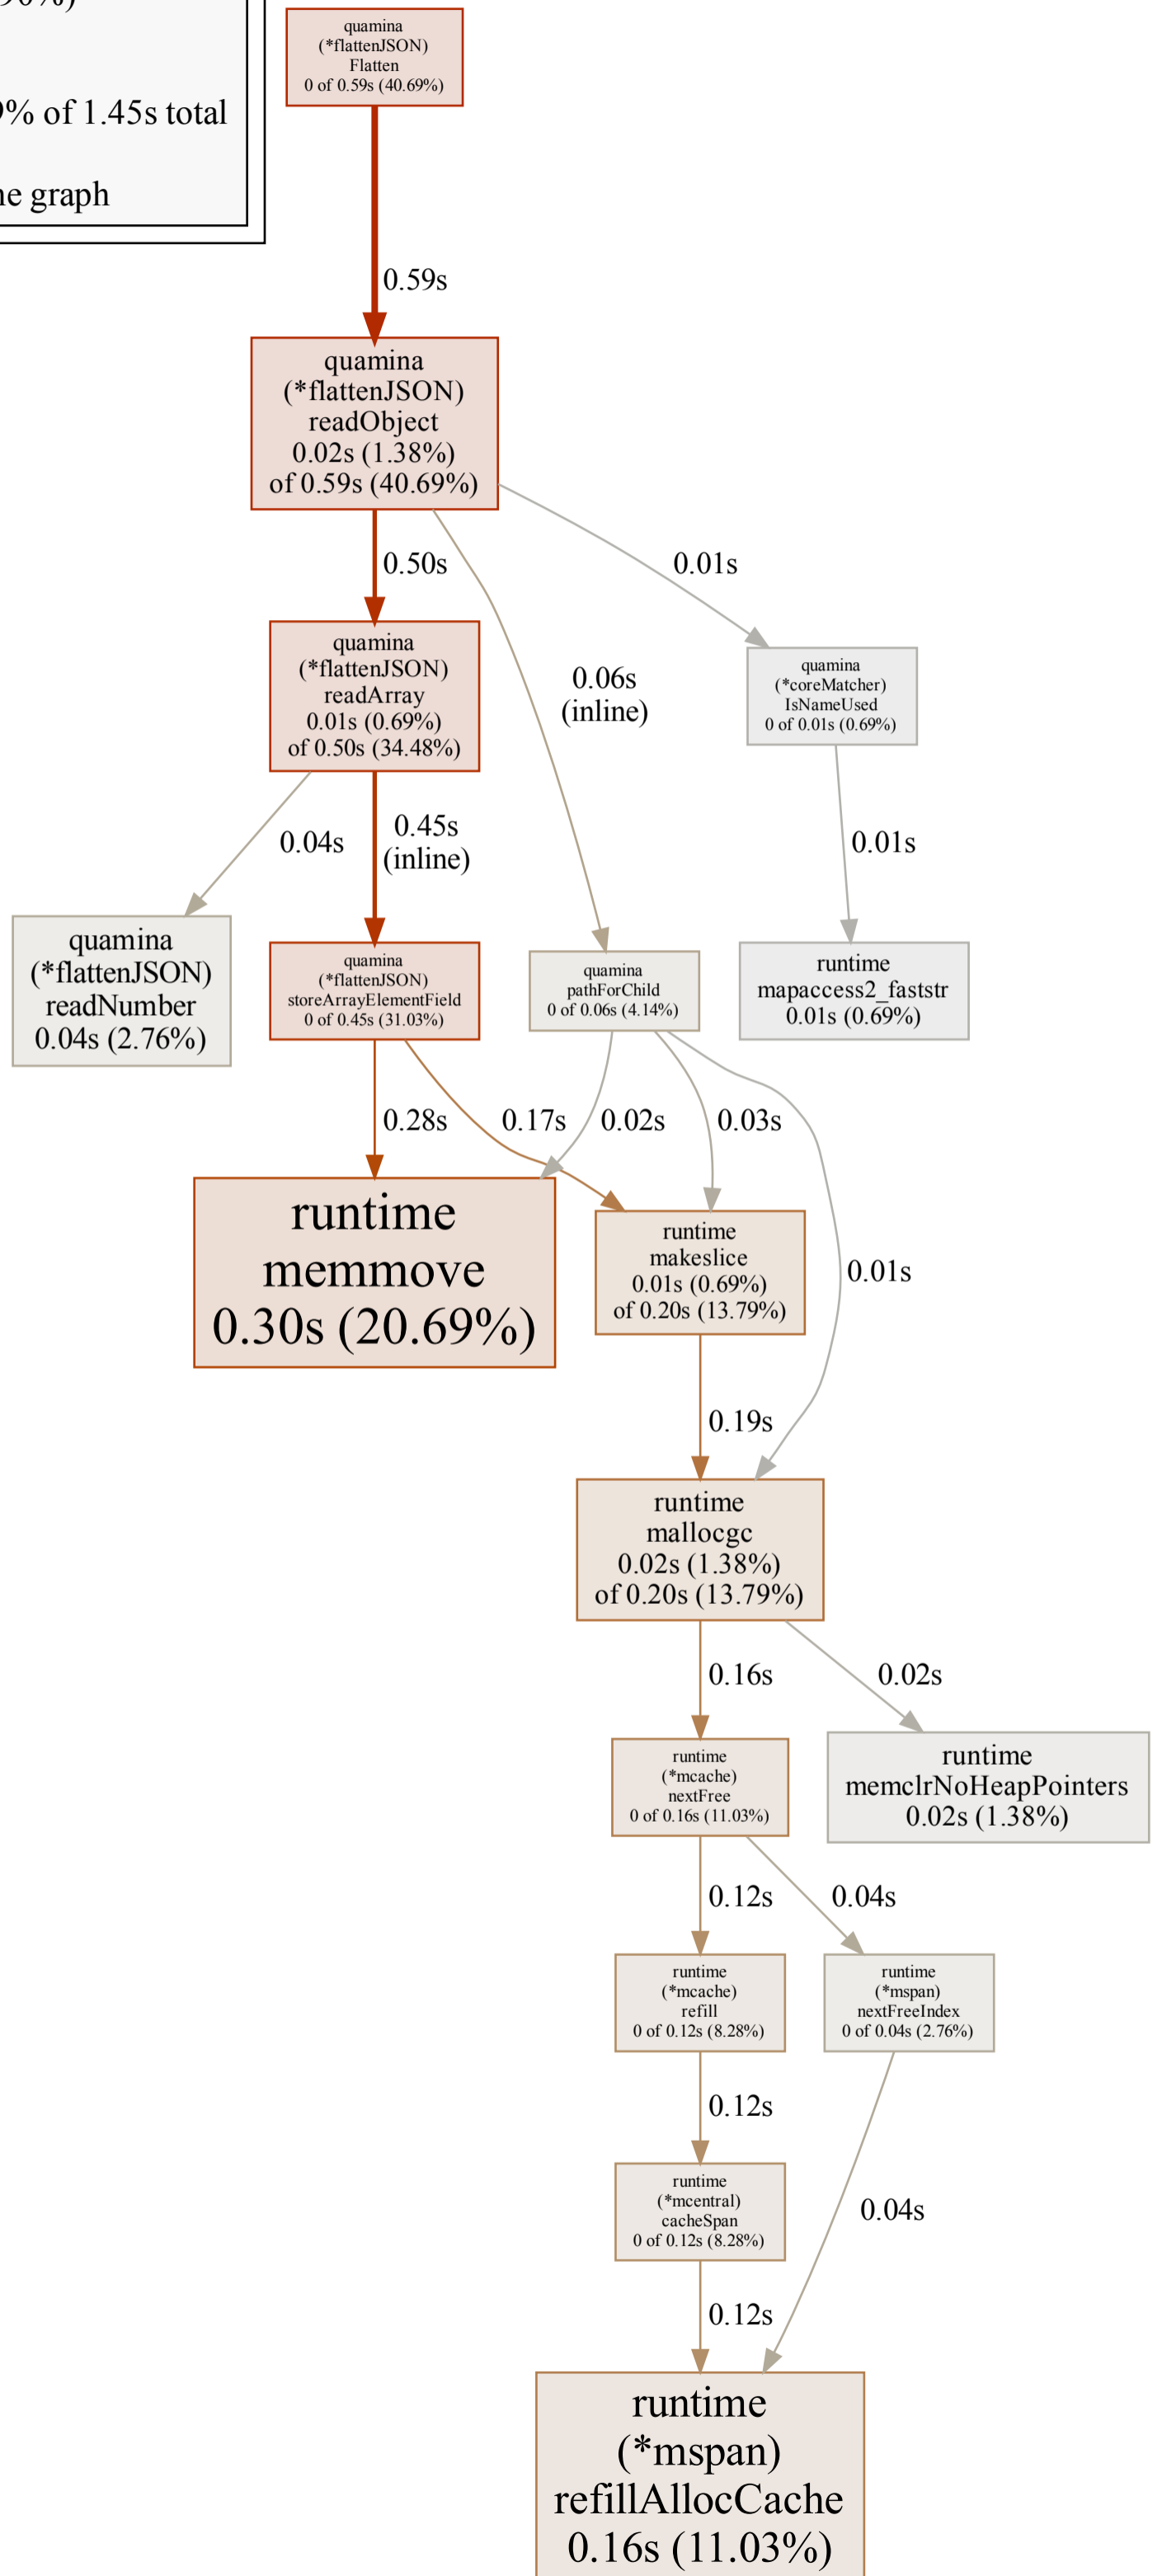 % of 1.45s total
graph
quamina
(*flattenJSON)
Flatten
0 of 0.59s (40.69%)
0.59s
quamina
(*flattenJSON)
readObject
0.02s (1.38%)
of 0.59s (40.69%)
0.50s
0.01s
quamina
(*flattenJSON)
readArray
0.01s (0.69%)
of 0.50s (34.48%)
0.06s
(inline)
quamina
(*coreMatcher)
IsNameUsed
0 of 0.01s (0.69%)
0.04s
0.45s
(inline)
0.01s
quamina
(*flattenJSON)
readNumber
0.04s (2.76%)
quamina
(*flattenJSON)
storeArrayElementField
0 of 0.45s (31.03%)
quamina
pathForChild
0 of 0.06s (4.14%)
runtime
mapaccess2_faststr
0.01s (0.69%)
0.28s
0.17s
0.02s
0.03s
runtime
memmove
0.30s (20.69%)
runtime
makeslice
0.01s (0.69%)
of 0.20s (13.79%)
0.01s
0.19s
runtime
mallocgc
0.02s (1.38%)
of 0.20s (13.79%)
0.16s
0.02s
runtime
(*mcache)
nextFree
0 of 0.16s (11.03%)
runtime
memclrNoHeapPointers
0.02s (1.38%)
0.12s
0.04s
runtime
(*mcache)
refill
0 of 0.12s (8.28%)
runtime
(*mspan)
nextFreeIndex
0 of 0.04s (2.76%)
0.12s
runtime
(*mcentral)
cacheSpan
0 of 0.12s (8.28%)
0.04s
0.12s
runtime
(*mspan)
refillAllocCache
0.16s (11.03%)